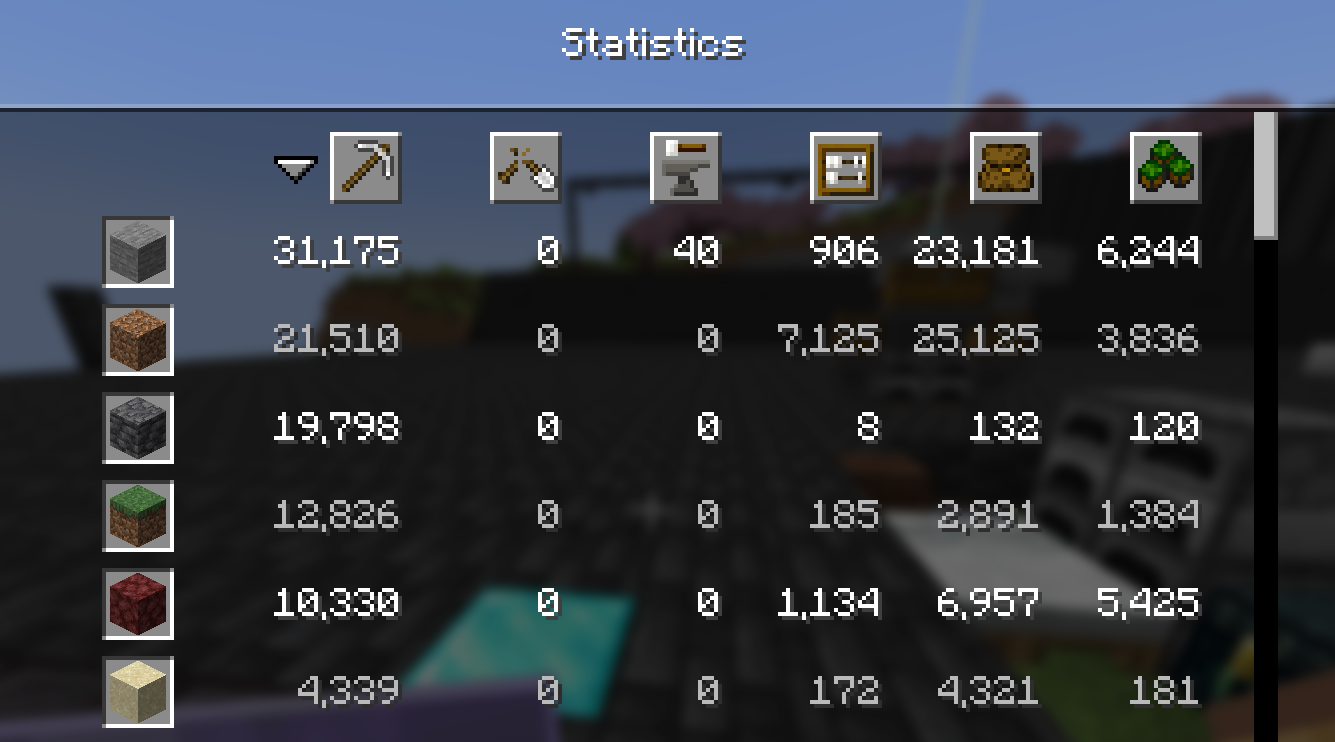 Statistics
31,175 0 40 906 23,181 6,244
21,510 0 0 7,125 25,125 3,836
19,798 0 0 8 132 120
12,826 0 0 185 2,891 1,384
10,330 0 0 1,134 6,957 5,425
4,339 0 0 172 4,321 181